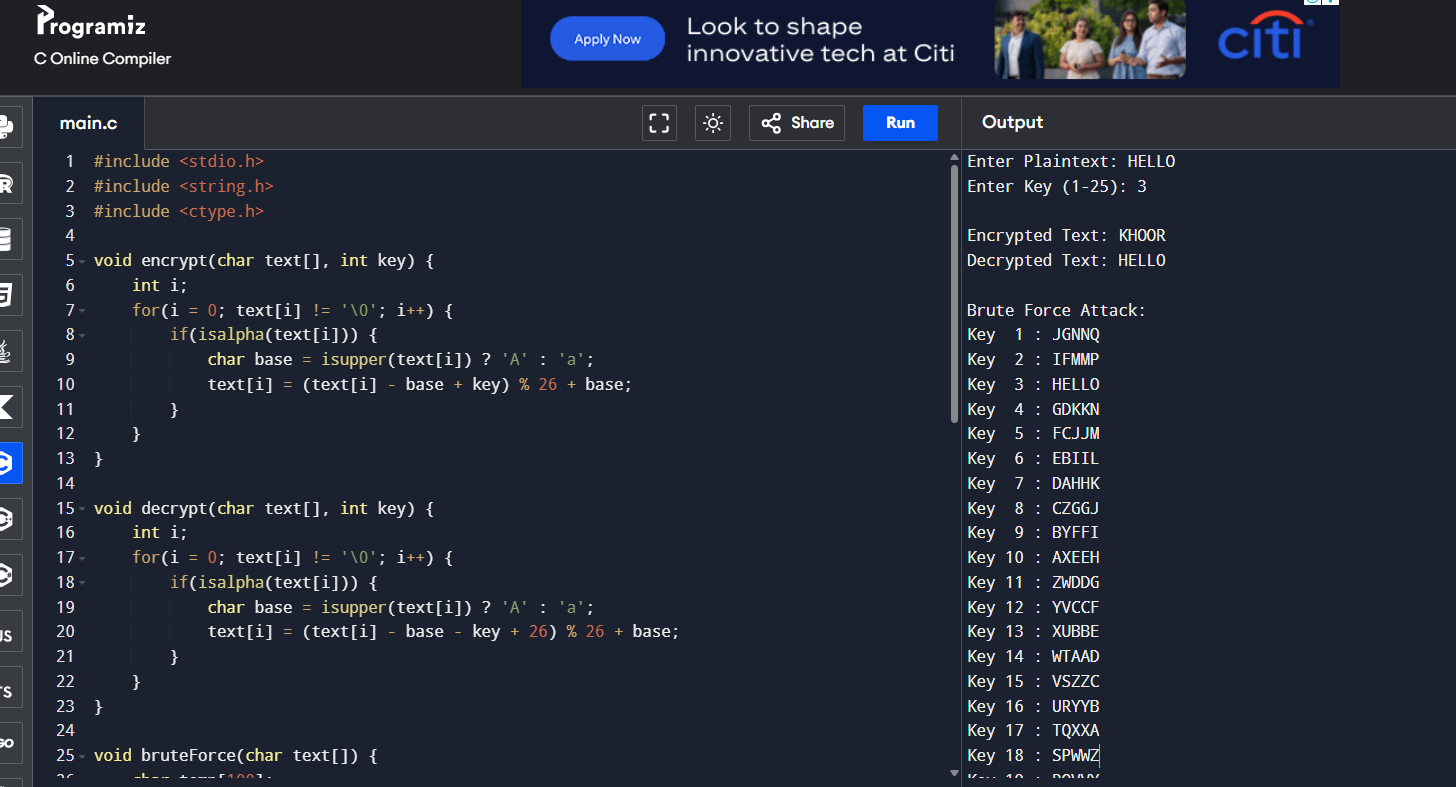 Programiz
C Online Compiler
Apply Now
Look to shape
innovative tech at Citi
citi
main.c
Share
Run
Output
1 #include <stdio.h>
2 #include <string.h>
3 #include <ctype.h>
4
5 void encrypt(char text[], int key) {
6 int i;
7 for(i = 0; text[i] != '\0'; i++) {
8 if(isalpha(text[i])) {
9 char base = isupper(text[i]) ? 'A' : 'a';
10 text[i] = (text[i] - base + key) % 26 + base;
11 }
12 }
13 }
14
15 void decrypt(char text[], int key) {
16 int i;
17 for(i = 0; text[i] != '\0'; i++) {
18 if(isalpha(text[i])) {
19 char base = isupper(text[i]) ? 'A' : 'a';
20 text[i] = (text[i] - base - key + 26) % 26 + base;
21 }
22 }
23 }
24
25 void bruteForce(char text[]) {
Enter Plaintext: HELLO
Enter Key (1-25): 3
Encrypted Text: KHOOR
Decrypted Text: HELLO
Brute Force Attack:
Key 1 : JGNNQ
Key 2 : IFMMP
Key 3 : HELLO
Key 4 : GDKKN
Key 5 : FCJJM
Key 6 : EBIIL
Key 7 : DAHHK
Key 8 : CZGGJ
Key 9 : BYFFI
Key 10 : AXEEH
Key 11 : ZWDDG
Key 12 : YVCCF
Key 13 : XUBBE
Key 14 : WTAAD
Key 15 : VSZZC
Key 16 : URYYB
Key 17 : TQXXA
Key 18 : SPWWZ